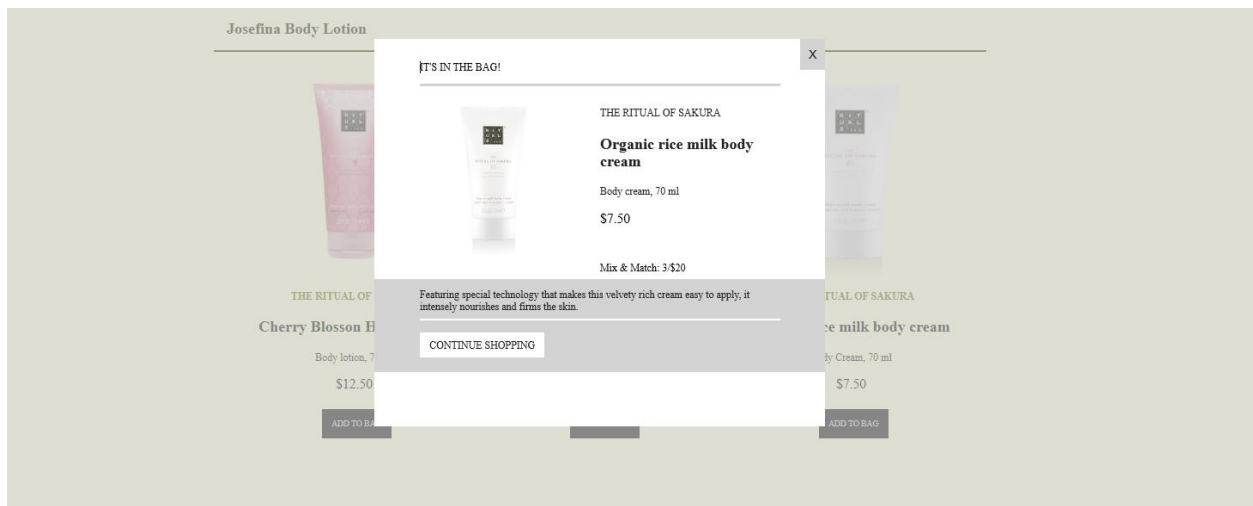 Josefina Body Lotion
X
IT'S IN THE BAG!
THE RITUAL OF SAKURA
Organic rice milk body
cream
Body cream, 70 ml
$7.50
Mix & Match: 3/$20
Featuring special technology that makes this velvety rich cream easy to apply, it
intensely nourishes and firms the skin.
CONTINUE SHOPPING
THE RITUAL OF
Cherry Blosson H
Body lotion, 7
$12.50
ADD TO BA
TUAL OF SAKURA
ce milk body cream
dy Cream, 70 ml
$7.50
ADD TO BAG